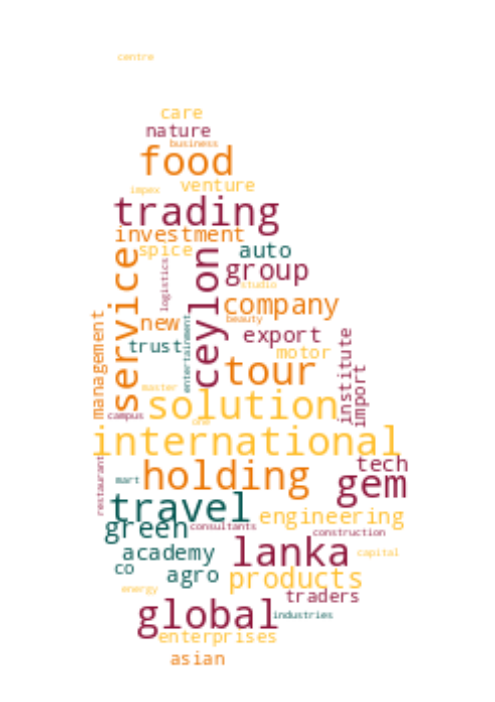 centre
care
nature
business
food
impex venture
trading
investment
spice auto
service
logistics
ceylon
group
studio
company
new
beauty
trust
entertainment
export
motor
management
tour
institute
import
master
solution
campus
one
international
restaurant
tech
mart holding gem
travel
green consultants engineering
construction
academy lanka capital
co agro products
energy traders
global industries
enterprises
asian